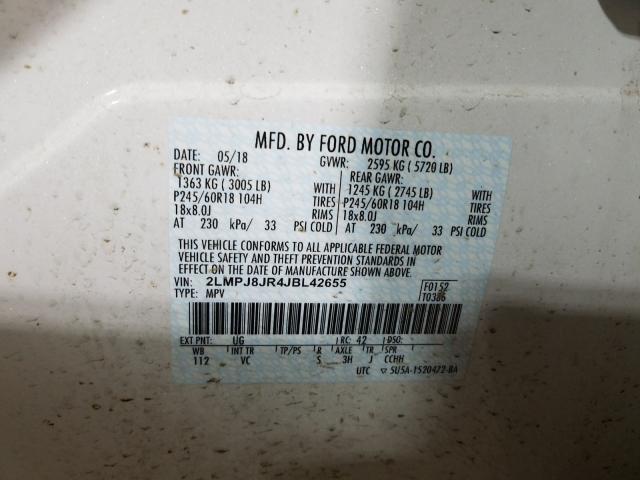 MFD. BY FORD MOTOR CO.
DATE: 05/18 GVWR: 2595 KG ( 5720 LB)
FRONT GAWR: REAR GAWR:
1363 KG ( 3005 LB) WITH 1245 KG ( 2745 LB) WITH
P245/60R18 104H TIRES P245/60R18 104H TIRES
18x8.0J RIMS 18x8.0J RIMS
AT 230 kPa/ 33 PSI COLD AT 230 kPa/ 33 PSI COLD
THIS VEHICLE CONFORMS TO ALL APPLICABLE FEDERAL MOTOR
VEHICLE SAFETY AND THEFT PREVENTION STANDARDS IN
EFFECT ON THE DATE OF MANUFACTURE SHOWN ABOVE.
VIN: 2LMPJ8JR4JBL42655 F0152
TYPE: MPV T0386
EXT PNT: UG RC: 42 DSO:
WB INT TR TP/PS R AXLE TR SPR
112 VC S 3H J CCHH
UTC ▽ 5U5A-1520472-BA